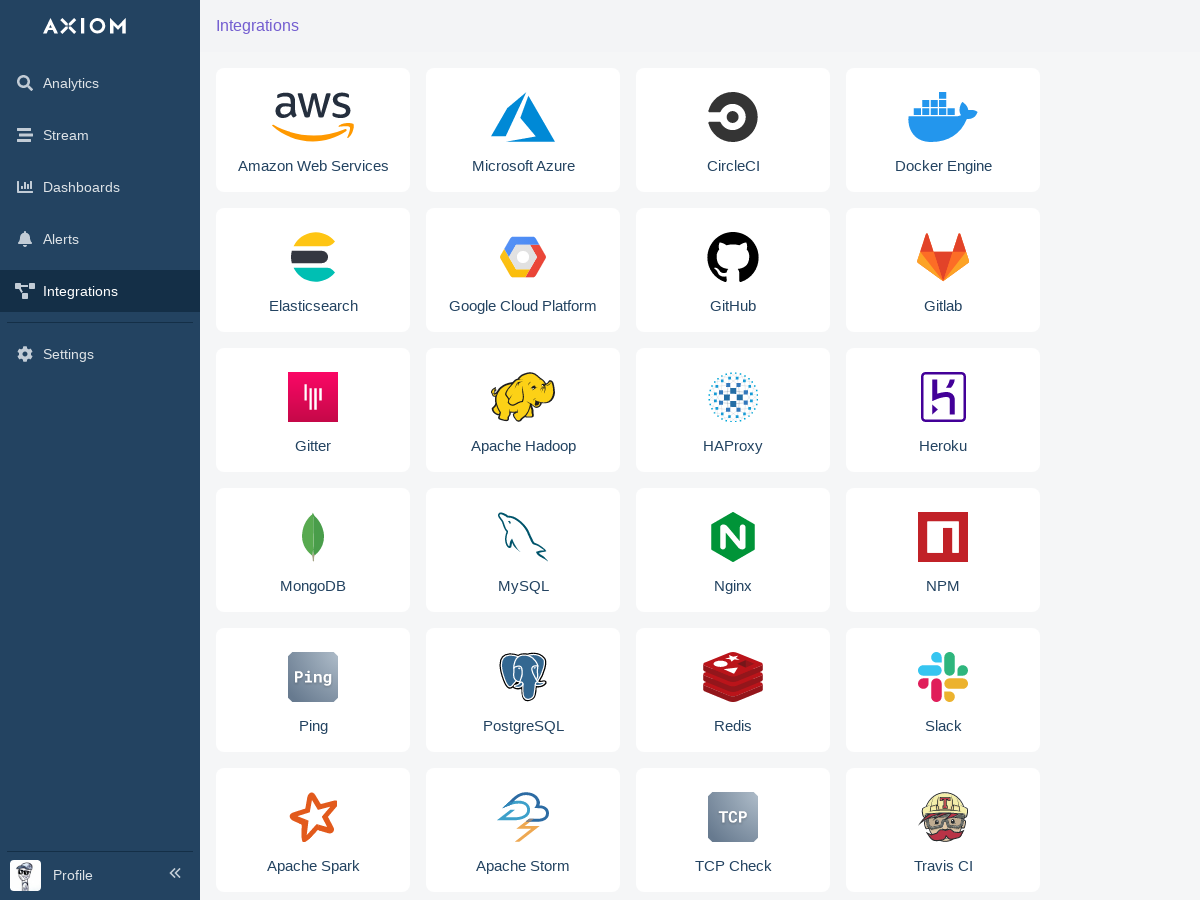 AXIOM
Analytics
Stream
Dashboards
Alerts
Integrations
Settings
Profile
Integrations
aws
Amazon Web Services
Microsoft Azure
CircleCI
Docker Engine
Elasticsearch
Google Cloud Platform
GitHub
Gitlab
Gitter
Apache Hadoop
HAProxy
Heroku
MongoDB
MySQL
N
Nginx
NPM
Ping
Ping
PostgreSQL
Redis
Slack
Apache Spark
Apache Storm
TCP
TCP Check
T
Travis CI